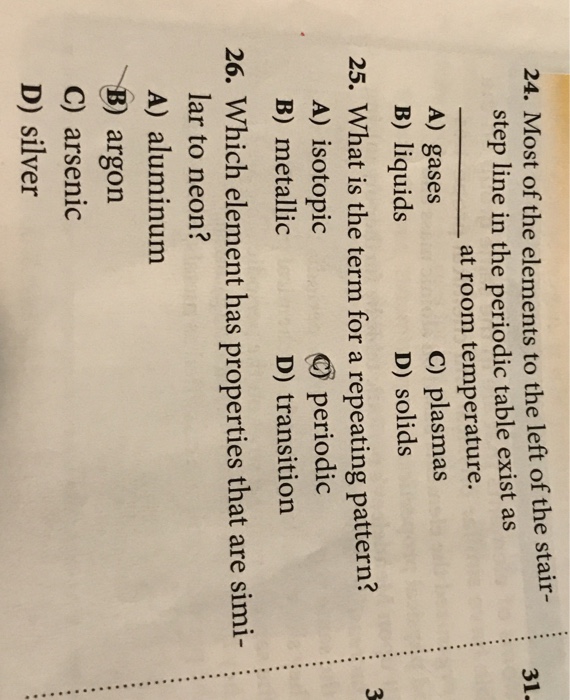 24. Most of the elements to the left of the stair-
step line in the periodic table exist as
________ at room temperature.
A) gases C) plasmas
B) liquids D) solids
25. What is the term for a repeating pattern?
A) isotopic C) periodic
B) metallic D) transition
26. Which element has properties that are simi-
lar to neon?
A) aluminum
B) argon
C) arsenic
D) silver
31.
3